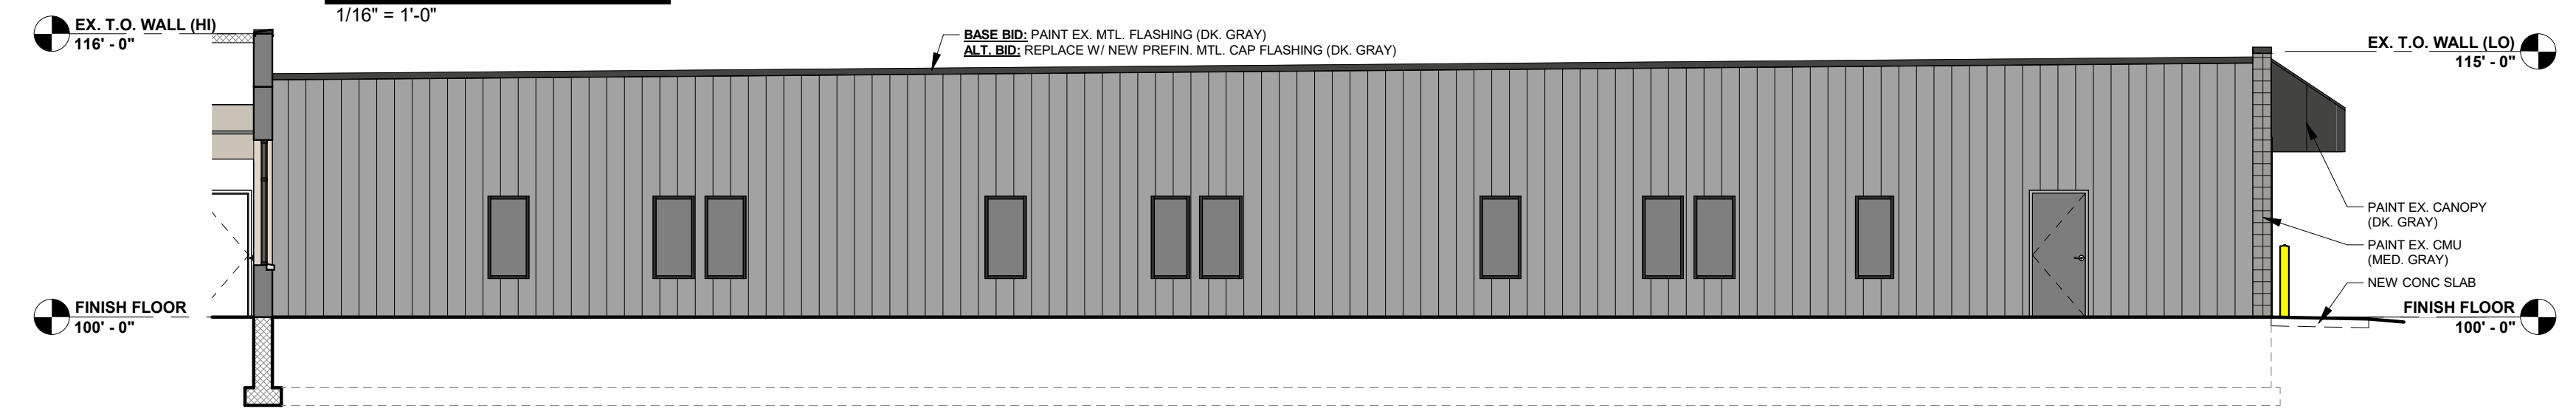 1/16" = 1'-0"
EX. T.O. WALL (HI)
116' - 0"
BASE BID: PAINT EX. MTL. FLASHING (DK. GRAY)
ALT. BID: REPLACE W/ NEW PREFIN. MTL. CAP FLASHING (DK. GRAY)
EX. T.O. WALL (LO)
115' - 0"
PAINT EX. CANOPY
(DK. GRAY)
PAINT EX. CMU
(MED. GRAY)
NEW CONC SLAB
FINISH FLOOR
100' - 0"
FINISH FLOOR
100' - 0"